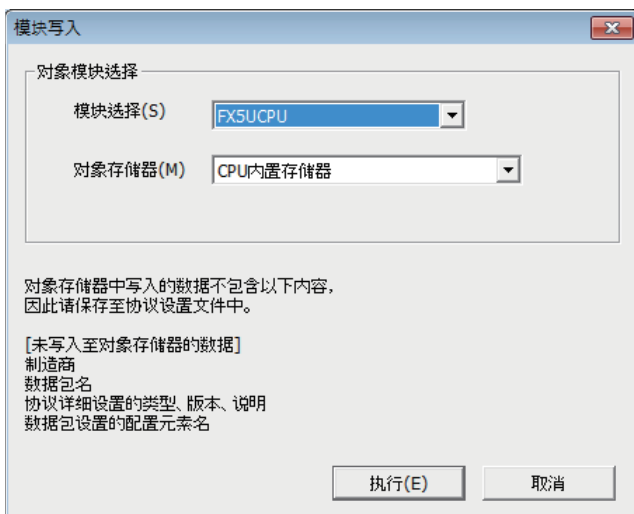 模块写入
对象模块选择
模块选择(S)
FX5UCPU
对象存储器(M)
CPU内置存储器
对象存储器中写入的数据不包含以下内容,
因此请保存至协议设置文件中。
[未写入至对象存储器的数据]
制造商
数据包名
协议详细设置的类型、版本、说明
数据包设置的配置元素名
执行(E)
取消